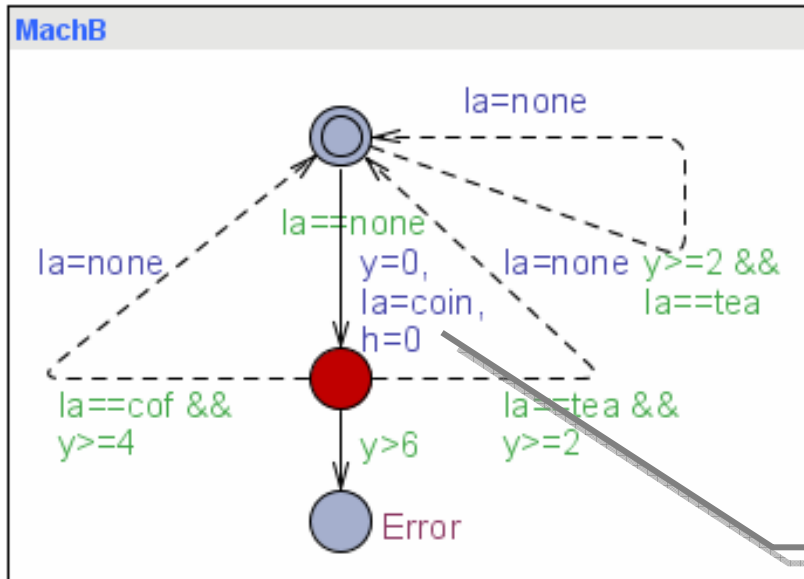 MachB
la=none
la==none
la=none
y=0,
la=coin,
h=0
la=none
y>=2 &&
la==tea
la==cof &&
y>=4
y>6
la==tea &&
y>=2
Error